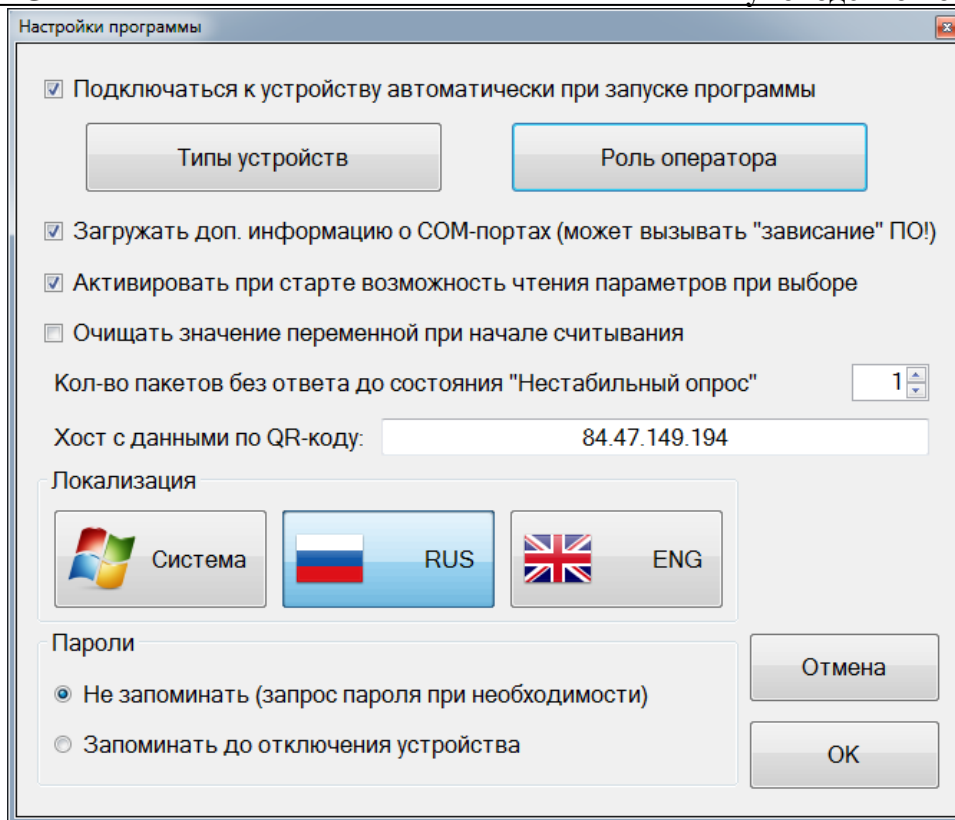 Настройки программы
Подключаться к устройству автоматически при запуске программы
Типы устройств
Роль оператора
Загружать доп. информацию о COM-портах (может вызывать "зависание" ПО!)
Активировать при старте возможность чтения параметров при выборе
Очищать значение переменной при начале считывания
Кол-во пакетов без ответа до состояния "Нестабильный опрос"
1
Хост с данными по QR-коду:
84.47.149.194
Локализация
Система
RUS
ENG
Пароли
Не запоминать (запрос пароля при необходимости)
Запоминать до отключения устройства
Отмена
OK